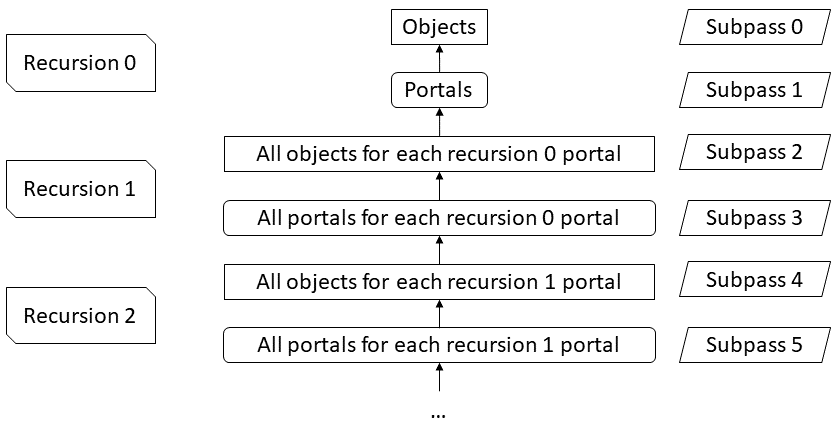 Objects
Subpass 0
Recursion 0
Portals
Subpass 1
All objects for each recursion 0 portal
Subpass 2
Recursion 1
All portals for each recursion 0 portal
Subpass 3
All objects for each recursion 1 portal
Subpass 4
Recursion 2
All portals for each recursion 1 portal
Subpass 5
...